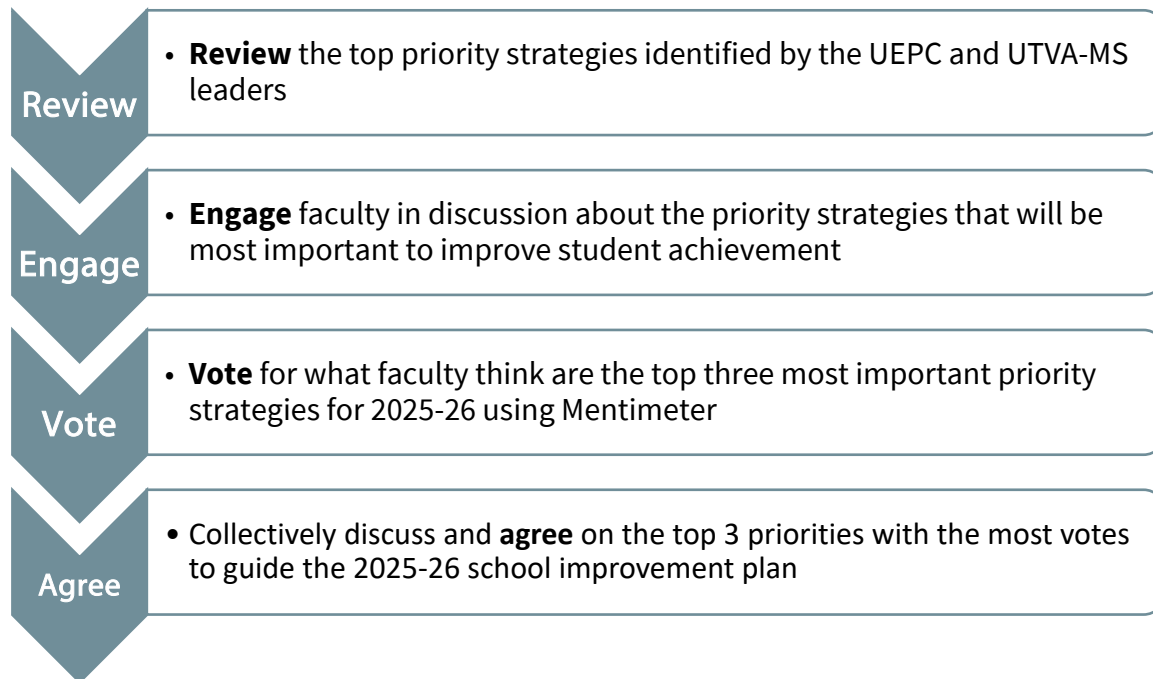 Review
• Review the top priority strategies identified by the UEPC and UTVA-MS
leaders
Engage
• Engage faculty in discussion about the priority strategies that will be
most important to improve student achievement
Vote
• Vote for what faculty think are the top three most important priority
strategies for 2025-26 using Mentimeter
Agree
• Collectively discuss and agree on the top 3 priorities with the most votes
to guide the 2025-26 school improvement plan